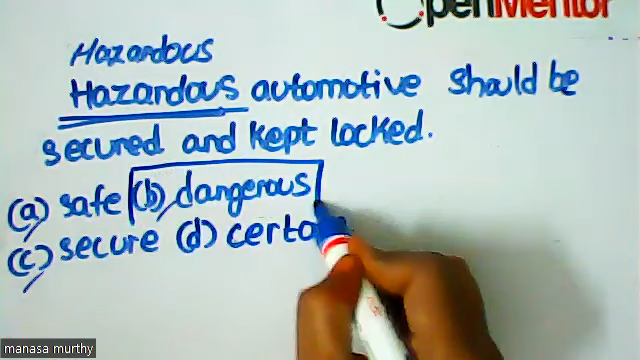 OpenMentor
Hazardous
Hazardous automotive should be
secured and kept locked.
(a) safe (b) dangerous
(c) secure (d)
manasa murthy